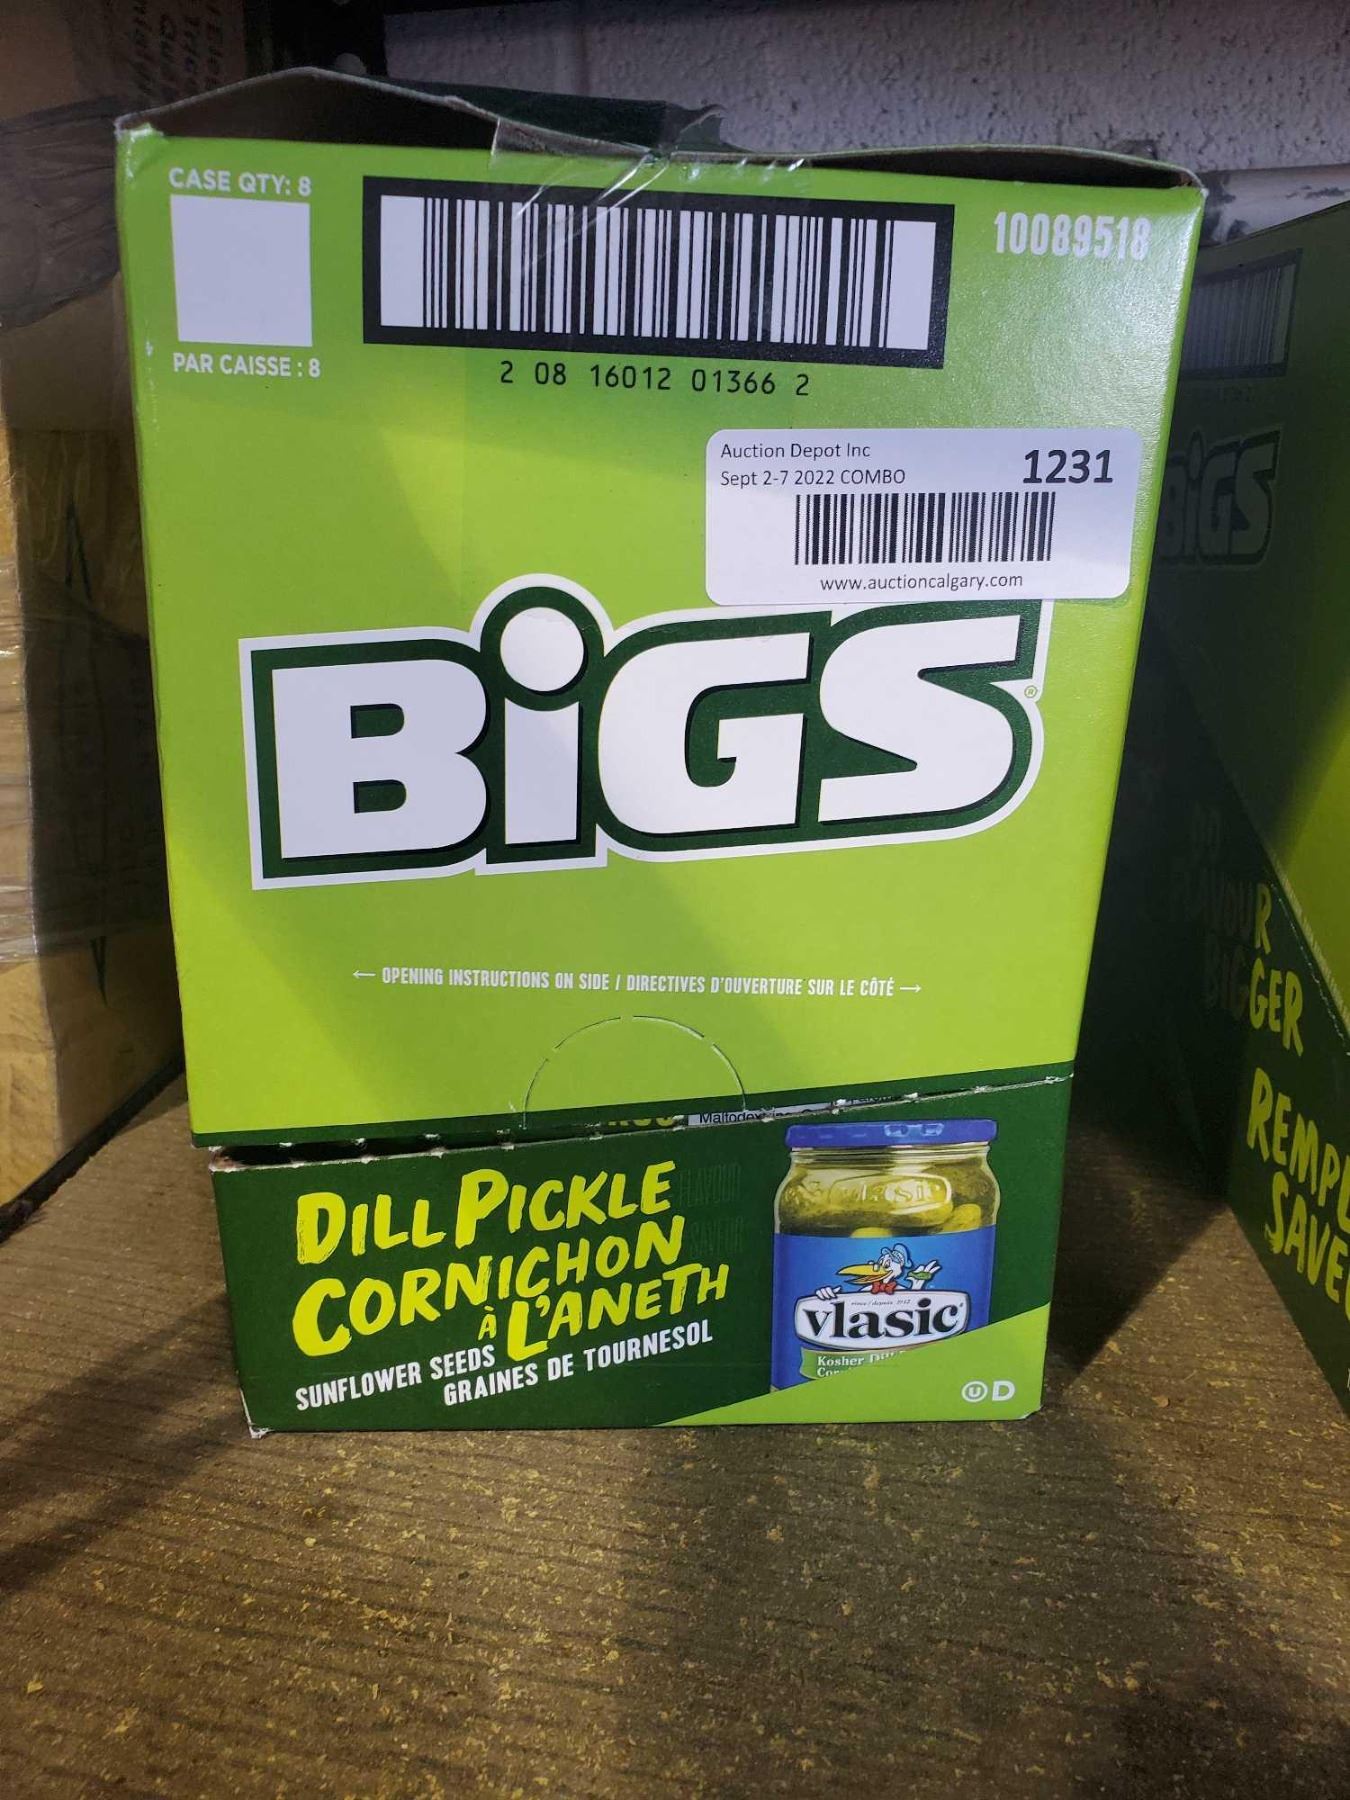 CASE QTY: 8
PAR CAISSE : 8
2 08 16012 01366 2
10089518
Auction Depot Inc
Sept 2-7 2022 COMBO
1231
www.auctioncalgary.com
BiGS®
← OPENING INSTRUCTIONS ON SIDE / DIRECTIVES D'OUVERTURE SUR LE CÔTÉ →
DILL PICKLE
CORNICHON
À L'ANETH
SUNFLOWER SEEDS
GRAINES DE TOURNESOL
vlasic
Kosher
U D
BiGS